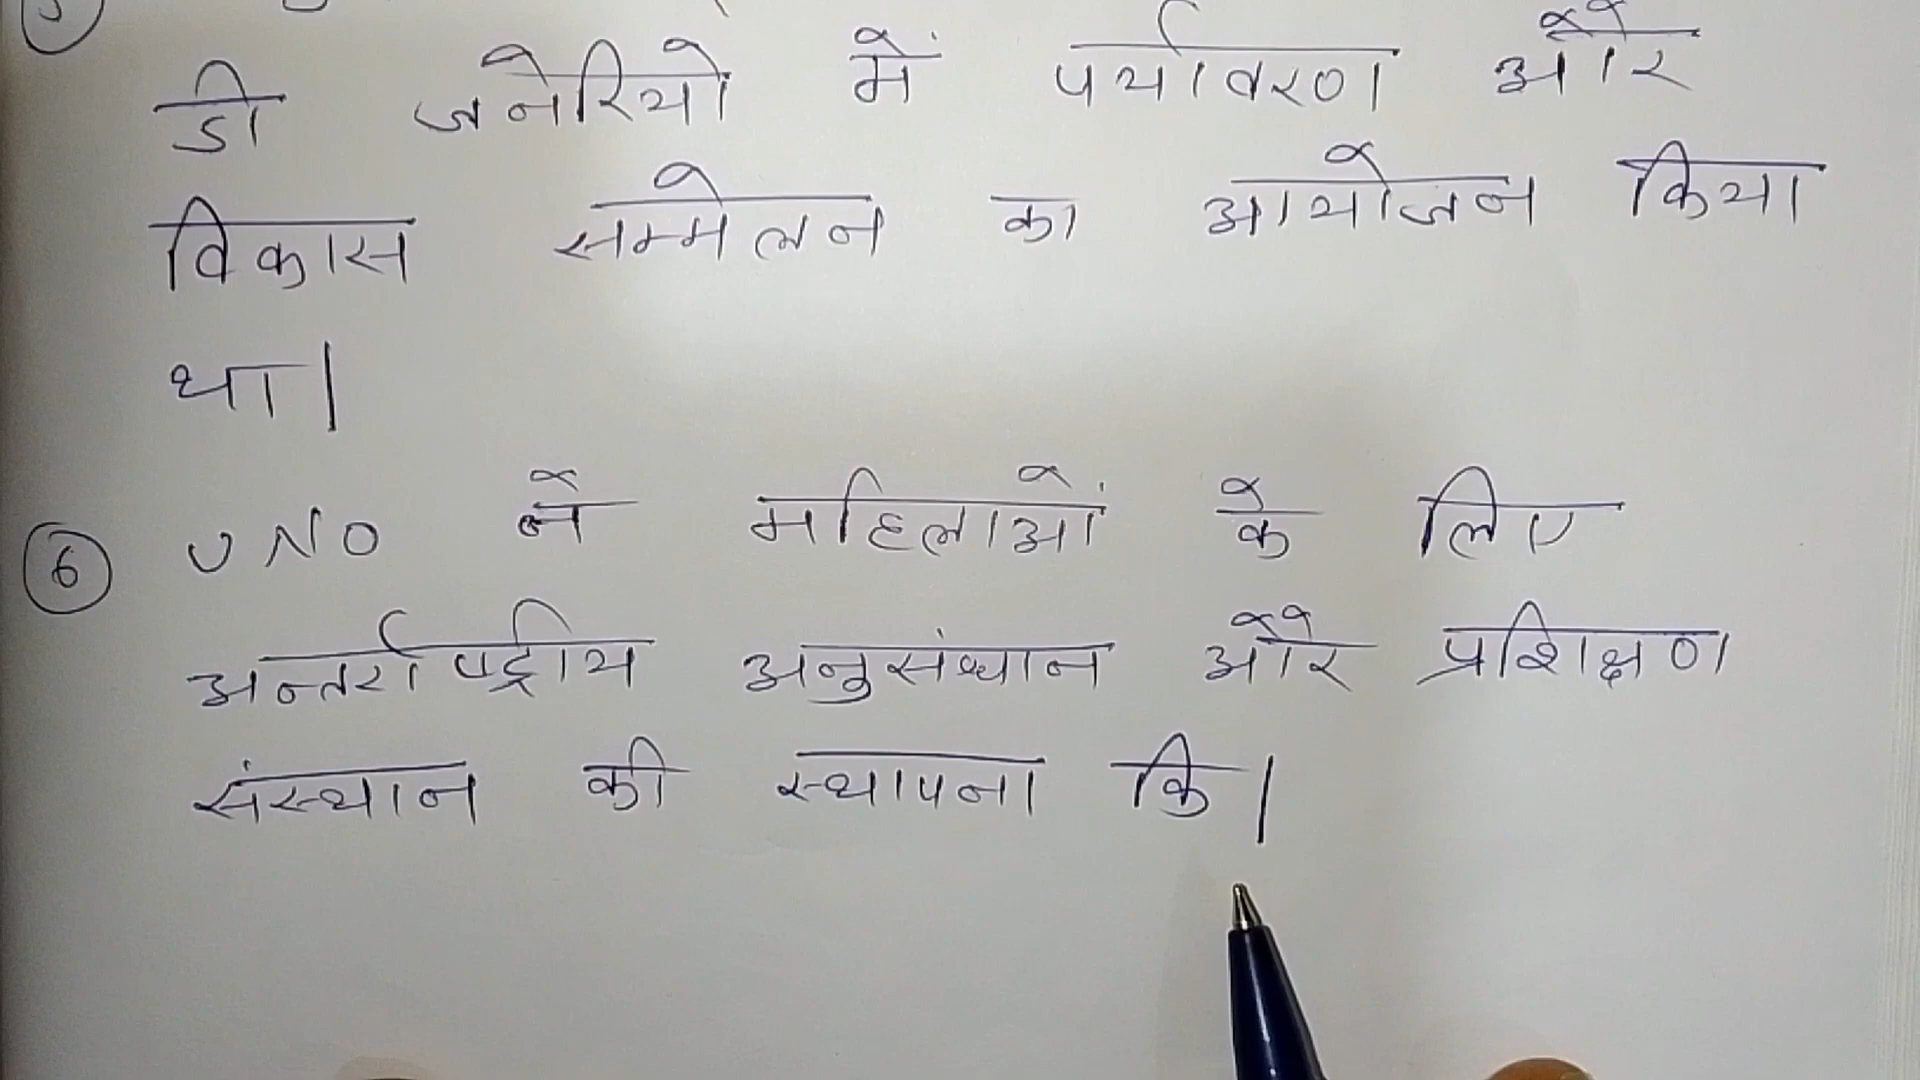 डी जनेरियो में पर्यावरण और
विकास सम्मेलन का आयोजन किया
था।
6 UNO ने महिलाओं के लिए
अन्तर्राष्ट्रीय अनुसंधान और प्रशिक्षण
संस्थान की स्थापना कि।